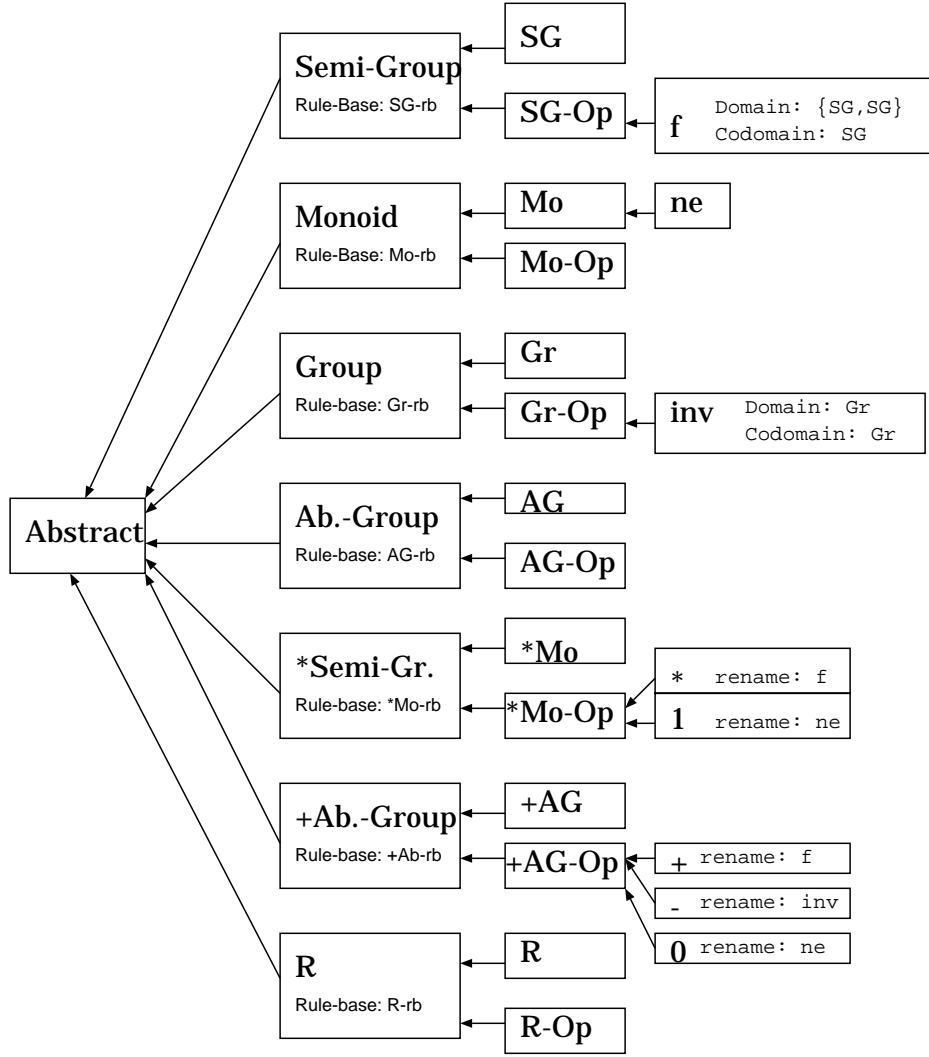 SG
Semi-Group
Rule-Base: SG-rb
SG-Op
f
Domain: {SG,SG}
Codomain: SG
Monoid
Rule-Base: Mo-rb
Mo
ne
Mo-Op
Group
Rule-base: Gr-rb
Gr
Gr-Op
inv
Domain: Gr
Codomain: Gr
Abstract
Ab.-Group
Rule-base: AG-rb
AG
AG-Op
*Semi-Gr.
Rule-base: *Mo-rb
*Mo
*Mo-Op
* rename: f
1 rename: ne
+Ab.-Group
Rule-base: +Ab-rb
+AG
+AG-Op
+ rename: f
- rename: inv
0 rename: ne
R
Rule-base: R-rb
R
R-Op